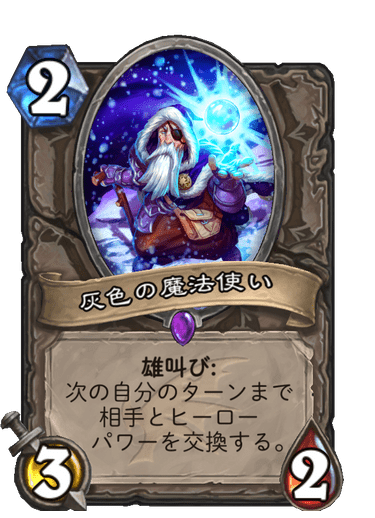 2
灰色の魔法使い
雄叫び:
次の自分のターンまで
相手とヒーロー
パワーを交換する。
3
2